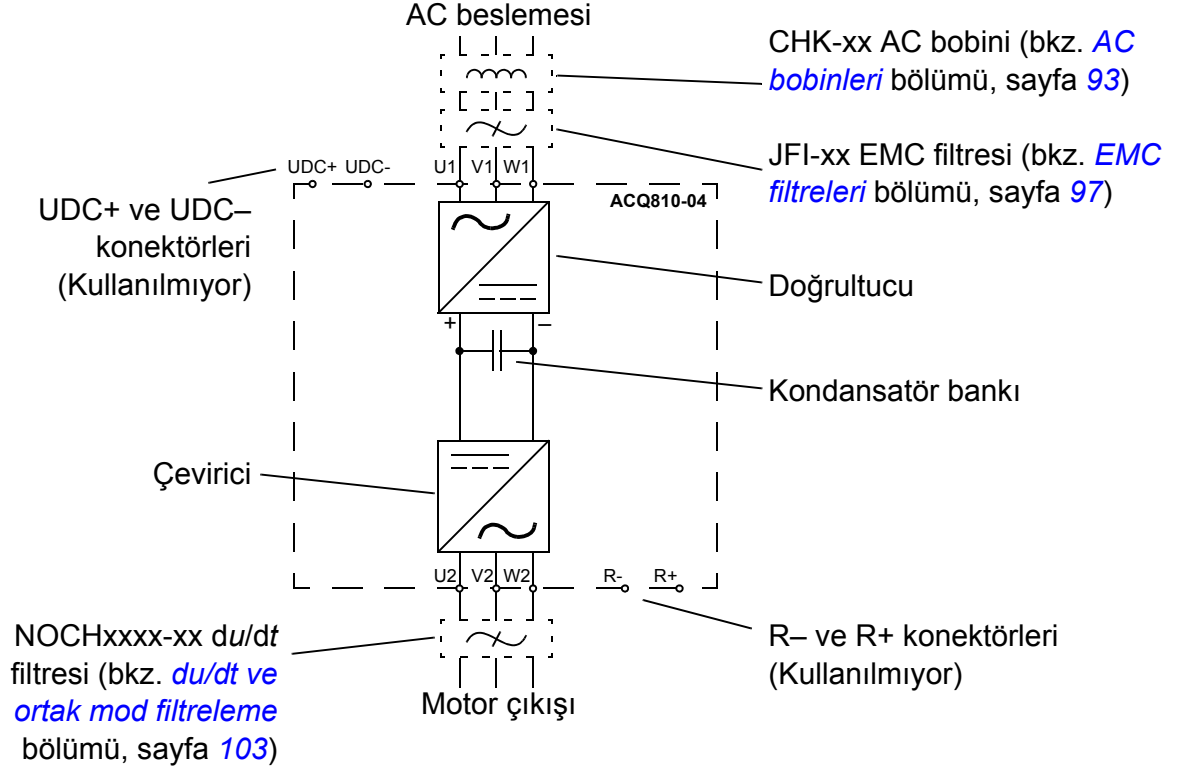 AC beslemesi
CHK-xx AC bobini (bkz. AC
bobinleri bölümü, sayfa 93)
JFI-xx EMC filtresi (bkz. EMC
filtreleri bölümü, sayfa 97)
UDC+ UDC-
U1 V1 W1
ACQ810-04
UDC+ ve UDC–
konektörleri
(Kullanılmıyor)
Doğrultucu
+ –
Kondansatör bankı
Çevirici
U2 V2 W2
R- R+
NOCHxxxx-xx du/dt
filtresi (bkz. du/dt ve
ortak mod filtreleme
bölümü, sayfa 103)
R– ve R+ konektörleri
(Kullanılmıyor)
Motor çıkışı